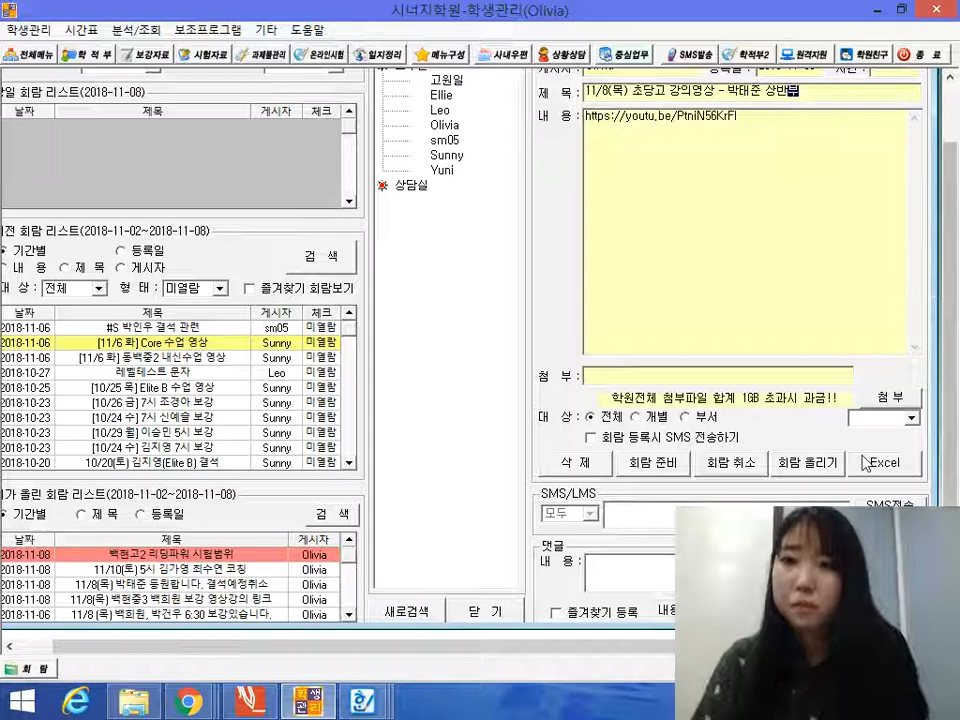 시너지학원-학생관리(Olivia)
학생관리 시간표 분석/조회 보조프로그램 기타 도움말
전체메뉴 학적부 보강자료 시험자료 과제물관리 온라인시험 일지정리 메뉴구성 사내우편 상황상담 중심업무 SMS발송 학적부2 원격지원 학원친구 종 료
일 회람 리스트(2018-11-08)
날짜 제목 게시자 체크
전 회람 리스트(2018-11-02~2018-11-08)
기간별 등록일
내 용 제 목 게시자
검 색
상: 전체 형 태: 미열람 즐겨찾기 회람보기
날짜 제목 게시자 체크
2018-11-06 #S 박인우 결석 관련 sm05 미열람
2018-11-06 [11/6 화] Core 수업 영상 Sunny 미열람
2018-11-06 [11/6 화] 동백중2 내신수업 영상 Sunny 미열람
2018-10-27 레벨테스트 문자 Leo 미열람
2018-10-25 [10/25 목] Elite B 수업 영상 Sunny 미열람
2018-10-23 [10/26 금] 7시 조경아 보강 Sunny 미열람
2018-10-23 [10/24 수] 7시 신예슬 보강 Sunny 미열람
2018-10-23 [10/29 월] 이승민 5시 보강 Sunny 미열람
2018-10-23 [10/24 수] 김지영 7시 보강 Sunny 미열람
2018-10-20 10/20(토) 김지영(Elite B) 결석 Sunny 미열람
가 올린 회람 리스트(2018-11-02~2018-11-08)
기간별 제 목 등록일 검 색
날짜 제목 게시자
2018-11-08 백현고2 리딩파워 시험범위 Olivia
2018-11-08 11/10(토) 5시 김가영 최수연 코칭 Olivia
2018-11-08 11/8(목) 박태준 등원합니다. 결석예정취소 Olivia
2018-11-08 11/8(목) 백현중3 백희원 보강 영상강의 링크 Olivia
2018-11-06 11/8 (목) 백희원, 박건우 6:30 보강있습니다. Olivia
고원일
Ellie
Leo
Olivia
sm05
Sunny
Yuni
상담실
새로검색 닫 기
제 목 : 11/8(목) 초당고 강의영상 - 박태준 상반부
내 용 : https://youtu.be/PtniN56KrFI
첨 부 :
학원전체 첨부파일 합계 1GB 초과시 과금!! 첨 부
대 상 : 전체 개별 부서
회람 등록시 SMS 전송하기
삭 제 회람 준비 회람 취소 회람 올리기 Excel
SMS/LMS
모두 SMS전송
댓글
내 용 :
즐겨찾기 등록
회 람